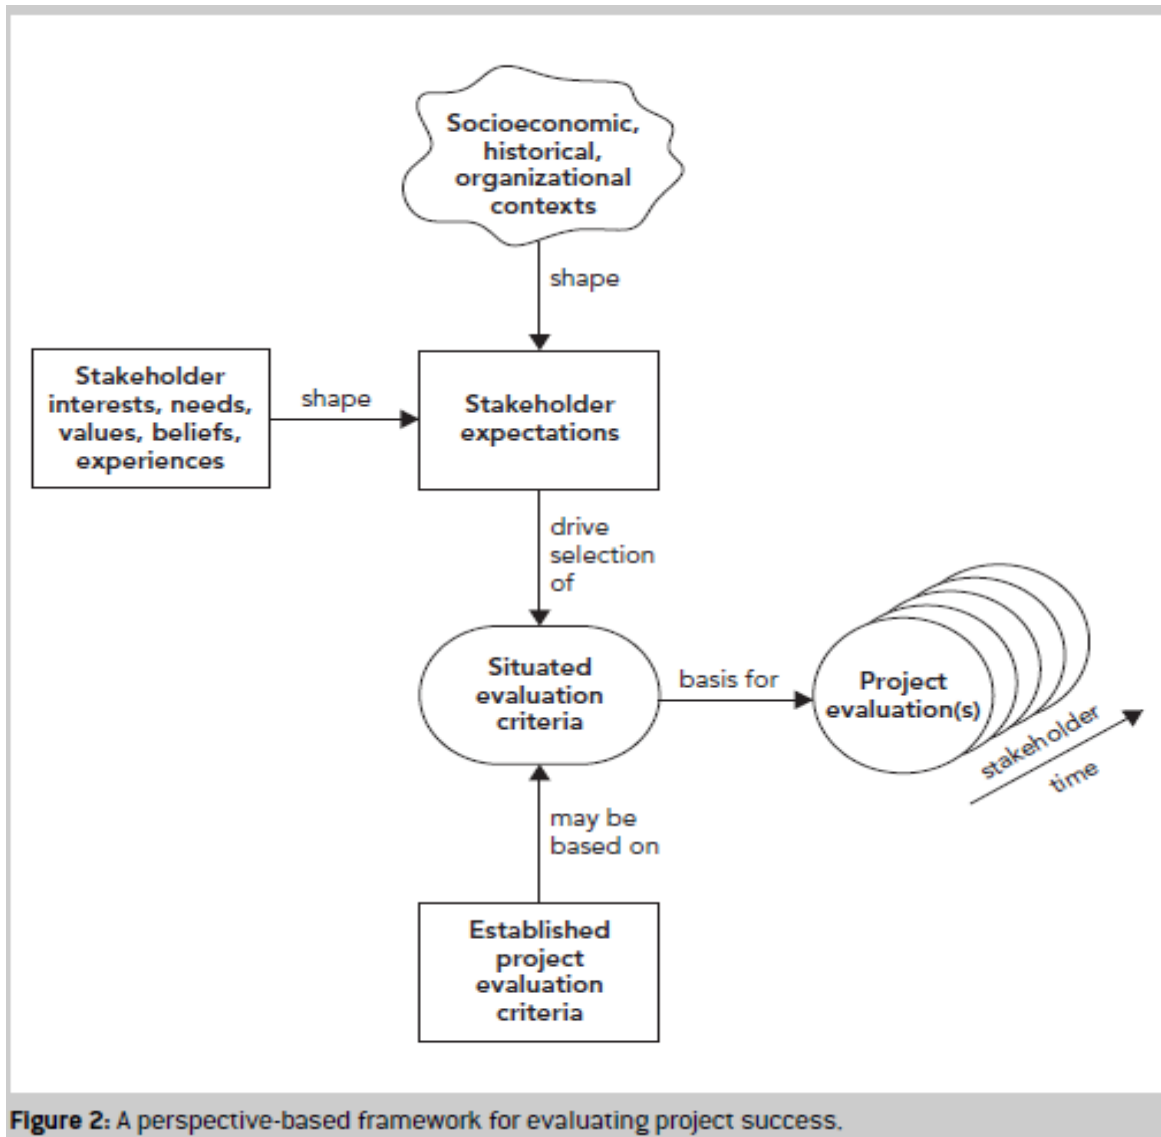 Socioeconomic,
historical,
organizational
contexts
shape
Stakeholder
interests, needs,
values, beliefs,
experiences
shape
Stakeholder
expectations
drive
selection
of
Situated
evaluation
criteria
basis for
Project
evaluation(s)
stakeholder
time
may be
based on
Established
project
evaluation
criteria
Figure 2: A perspective-based framework for evaluating project success.